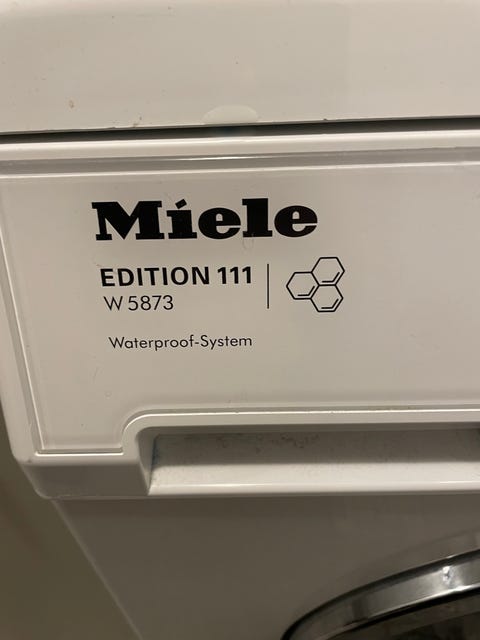 Miele
EDITION 111
W 5873
Waterproof-System